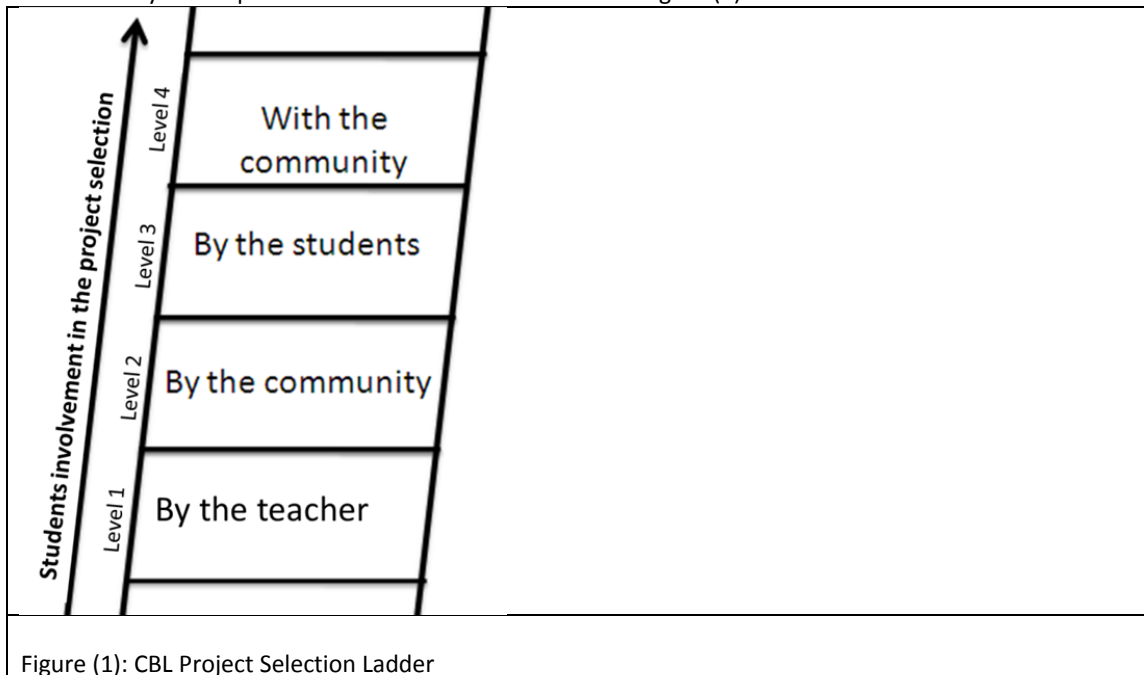 Students involvement in the project selection
Level 4
With the
community
Level 3
By the students
Level 2
By the community
Level 1
By the teacher
Figure (1): CBL Project Selection Ladder